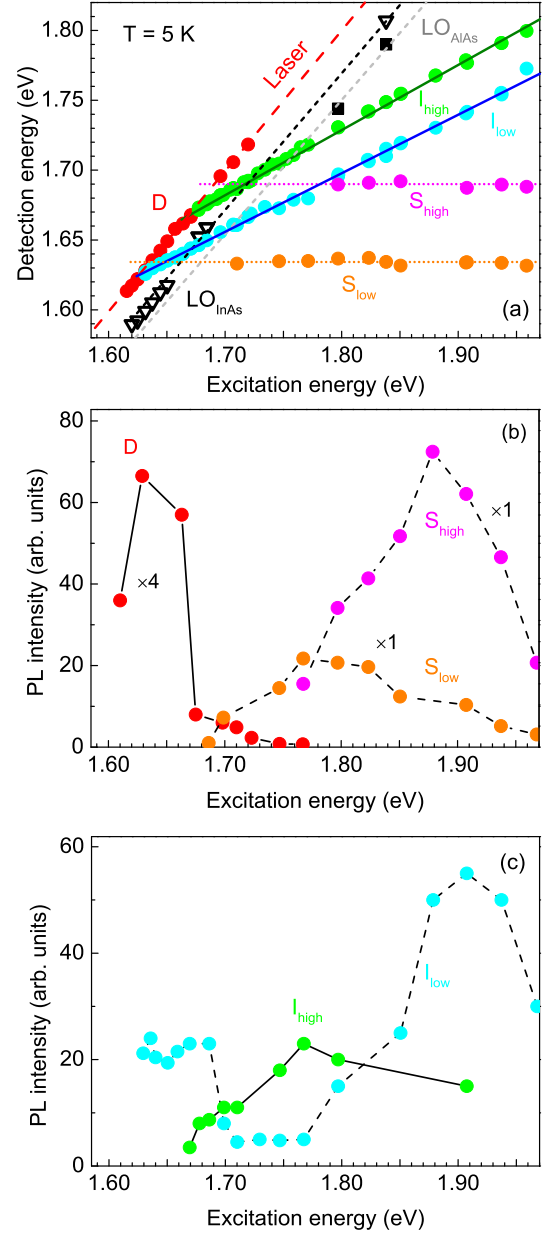 T = 5 K
Laser
LO_AlAs
I_high
I_low
D
S_high
S_low
LO_InAs
(a)
Detection energy (eV)
1.80
1.75
1.70
1.65
1.60
1.60 1.70 1.80 1.90
Excitation energy (eV)
(b)
D
×4
S_high
×1
×1
S_low
PL intensity (arb. units)
80
60
40
20
0
1.60 1.70 1.80 1.90
Excitation energy (eV)
(c)
I_high
I_low
PL intensity (arb. units)
60
40
20
0
1.60 1.70 1.80 1.90
Excitation energy (eV)